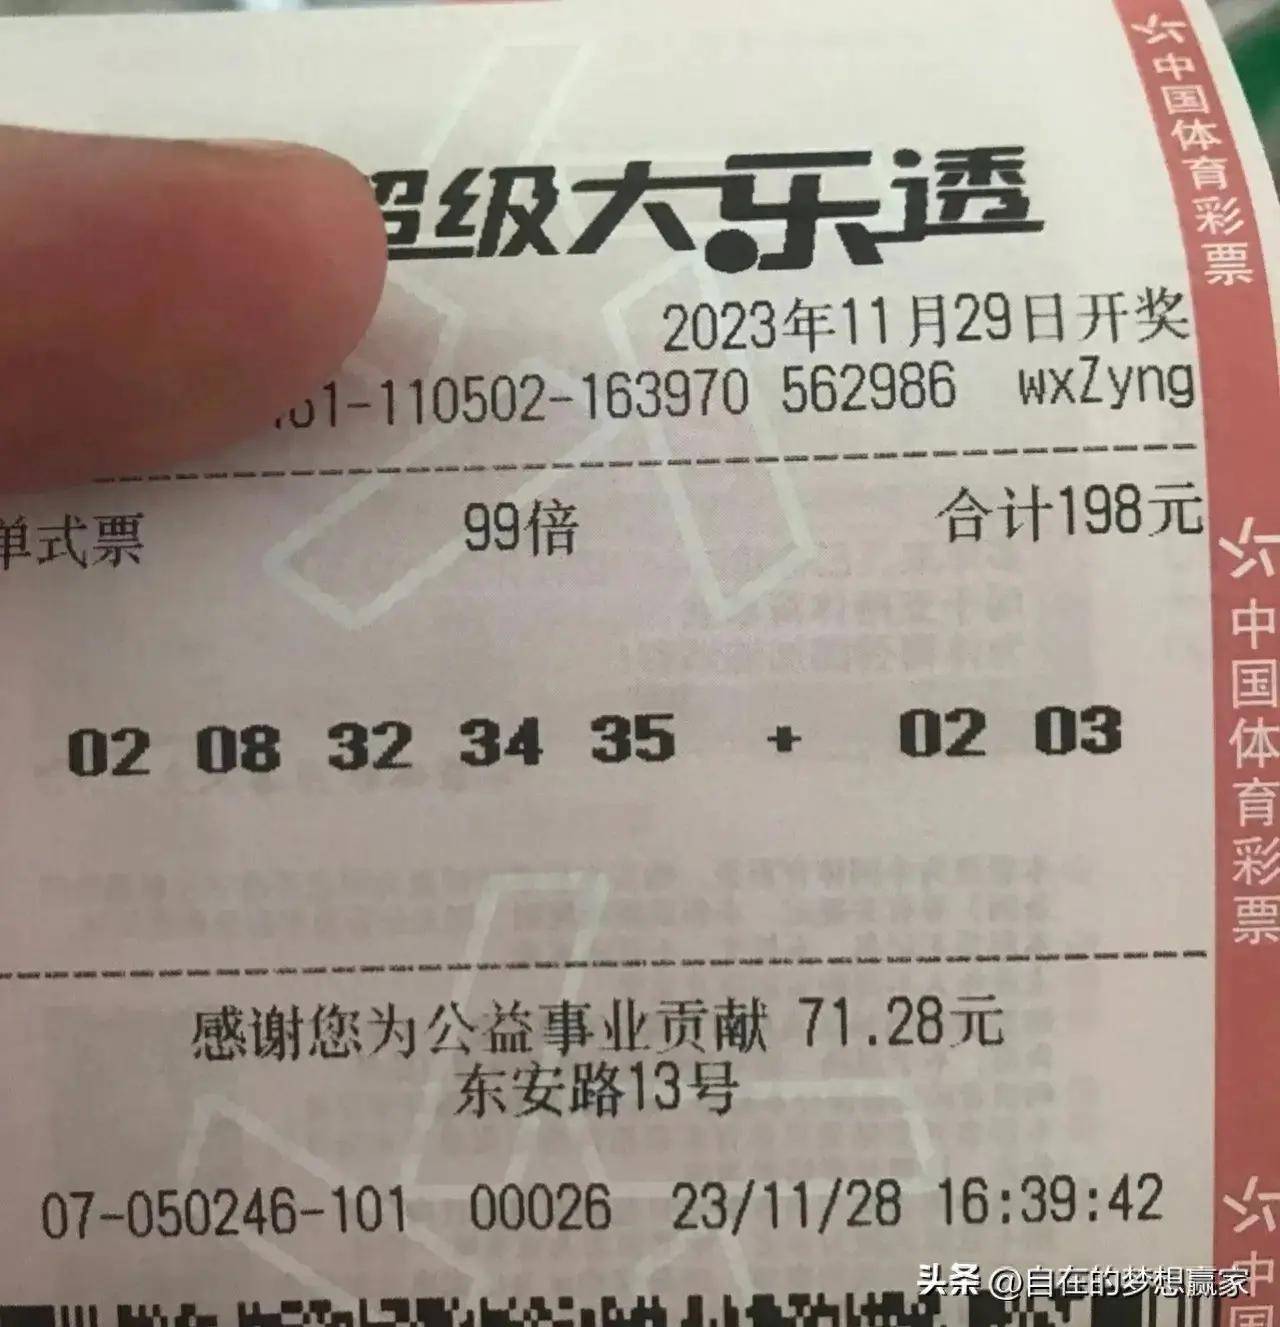 中国体育彩票
超级大乐透
2023年11月29日开奖
61-110502-163970 562986 wxZyng
单式票 99倍 合计198元
中国体育彩票
02 08 32 34 35 + 02 03
感谢您为公益事业贡献 71.28元
东安路13号
07-050246-101 00026 23/11/28 16:39:42
中国
头条 @自在的梦想赢家